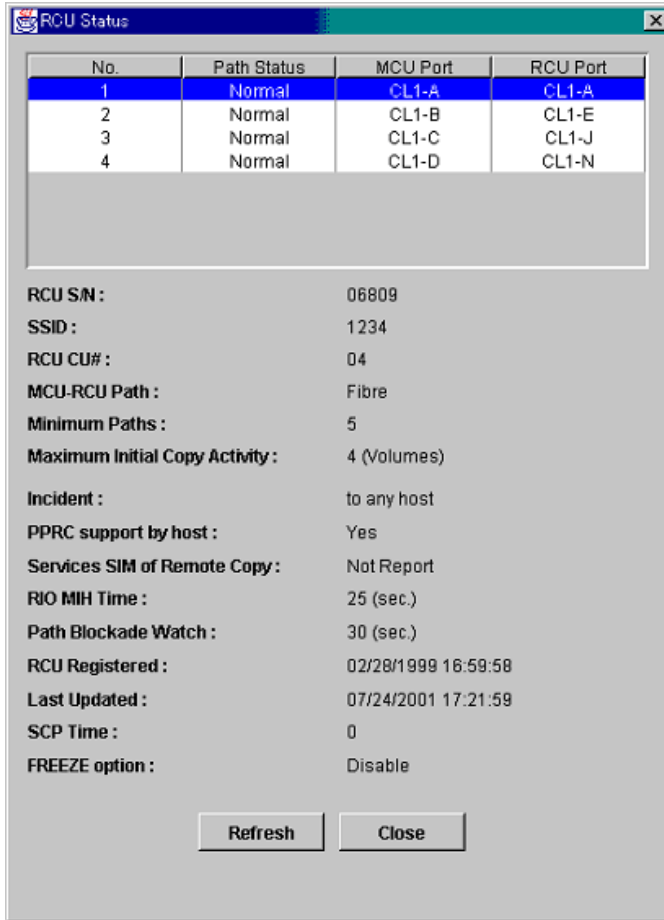 RCU Status
No. Path Status MCU Port RCU Port
1 Normal CL1-A CL1-A
2 Normal CL1-B CL1-E
3 Normal CL1-C CL1-J
4 Normal CL1-D CL1-N
RCU S/N : 06809
SSID : 1234
RCU CU# : 04
MCU-RCU Path : Fibre
Minimum Paths : 5
Maximum Initial Copy Activity : 4 (Volumes)
Incident : to any host
PPRC support by host : Yes
Services SIM of Remote Copy : Not Report
RIO MIH Time : 25 (sec.)
Path Blockade Watch : 30 (sec.)
RCU Registered : 02/28/1999 16:59:58
Last Updated : 07/24/2001 17:21:59
SCP Time : 0
FREEZE option : Disable
Refresh Close